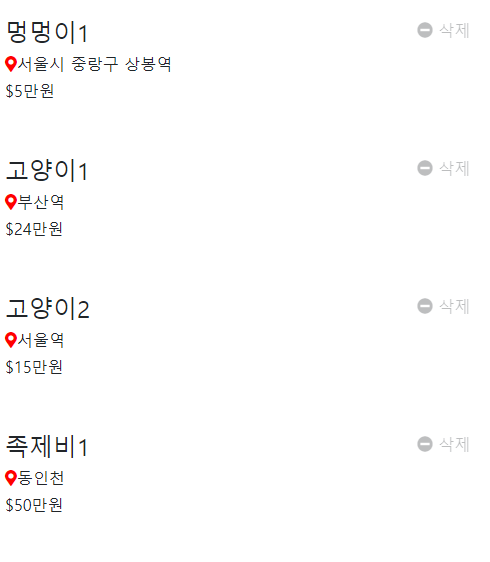 멍멍이1 삭제
서울시 중랑구 상봉역
$5만원
고양이1 삭제
부산역
$24만원
고양이2 삭제
서울역
$15만원
족제비1 삭제
동인천
$50만원